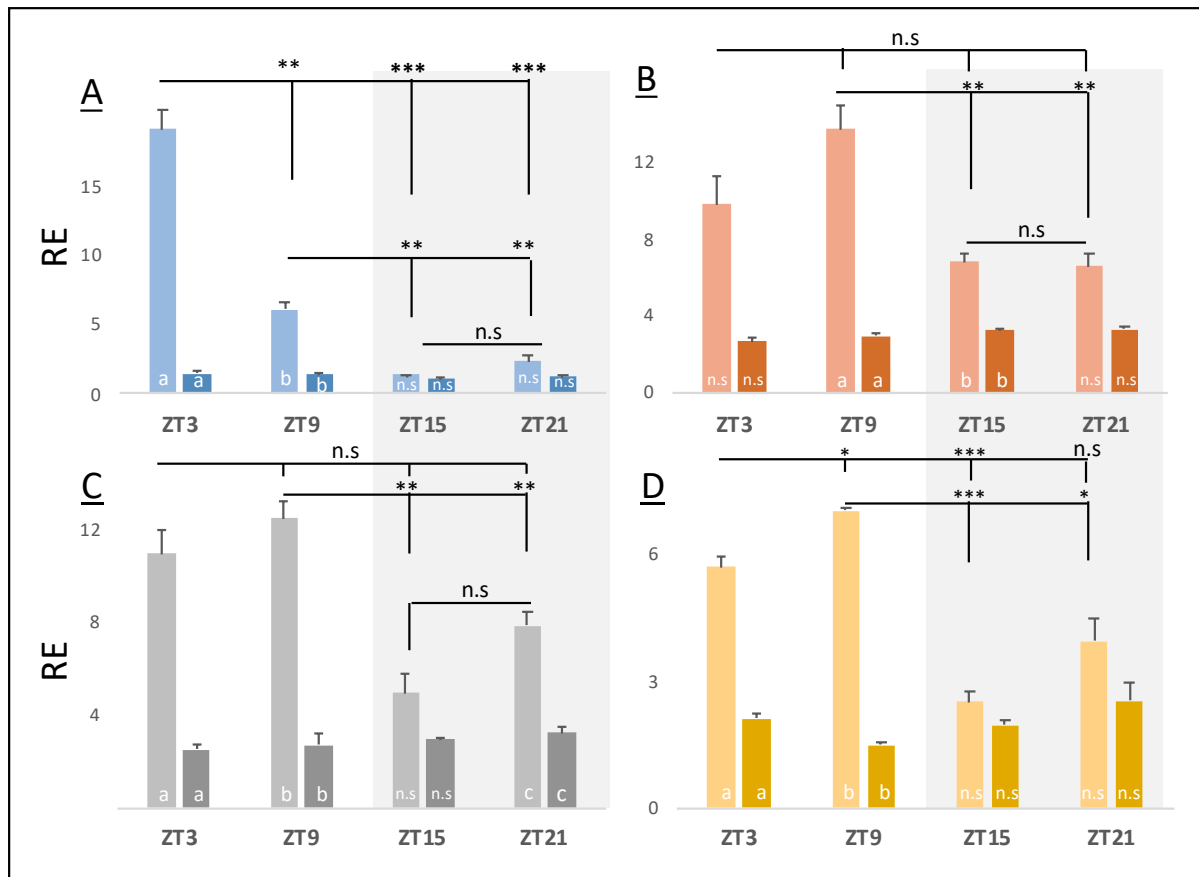 n.s
** *** ***
A
B
** **
15
12
RE
10
** **
n.s
8
5
n.s
4
a a b b n.s n.s n.s n.s
n.s n.s a a b b n.s n.s
0
0
ZT3 ZT9 ZT15 ZT21
ZT3 ZT9 ZT15 ZT21
n.s
* *** n.s
C
D
** **
*** *
12
6
n.s
8
RE
3
4
a a b b n.s n.s c c
a a b b n.s n.s n.s n.s
0
ZT3 ZT9 ZT15 ZT21
ZT3 ZT9 ZT15 ZT21